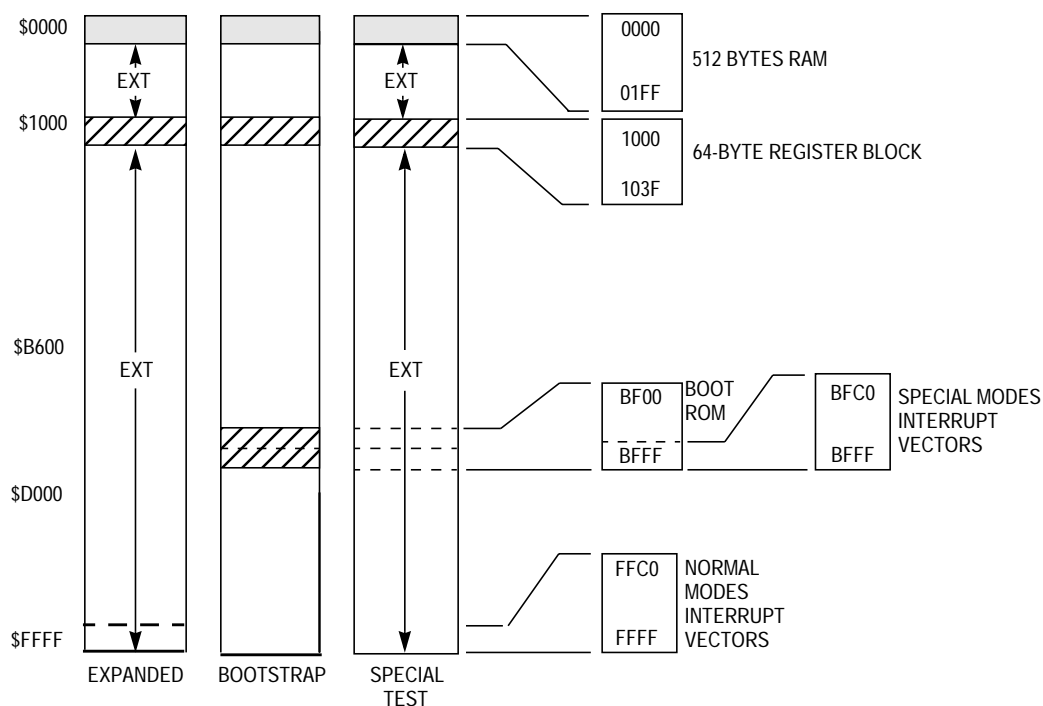 $0000
EXT
EXT
0000
01FF
512 BYTES RAM
$1000
1000
103F
64-BYTE REGISTER BLOCK
$B600
EXT
EXT
BF00
BFFF
BOOT
ROM
BFC0
BFFF
SPECIAL MODES
INTERRUPT
VECTORS
$D000
FFC0
FFFF
NORMAL
MODES
INTERRUPT
VECTORS
$FFFF
EXPANDED
BOOTSTRAP
SPECIAL
TEST